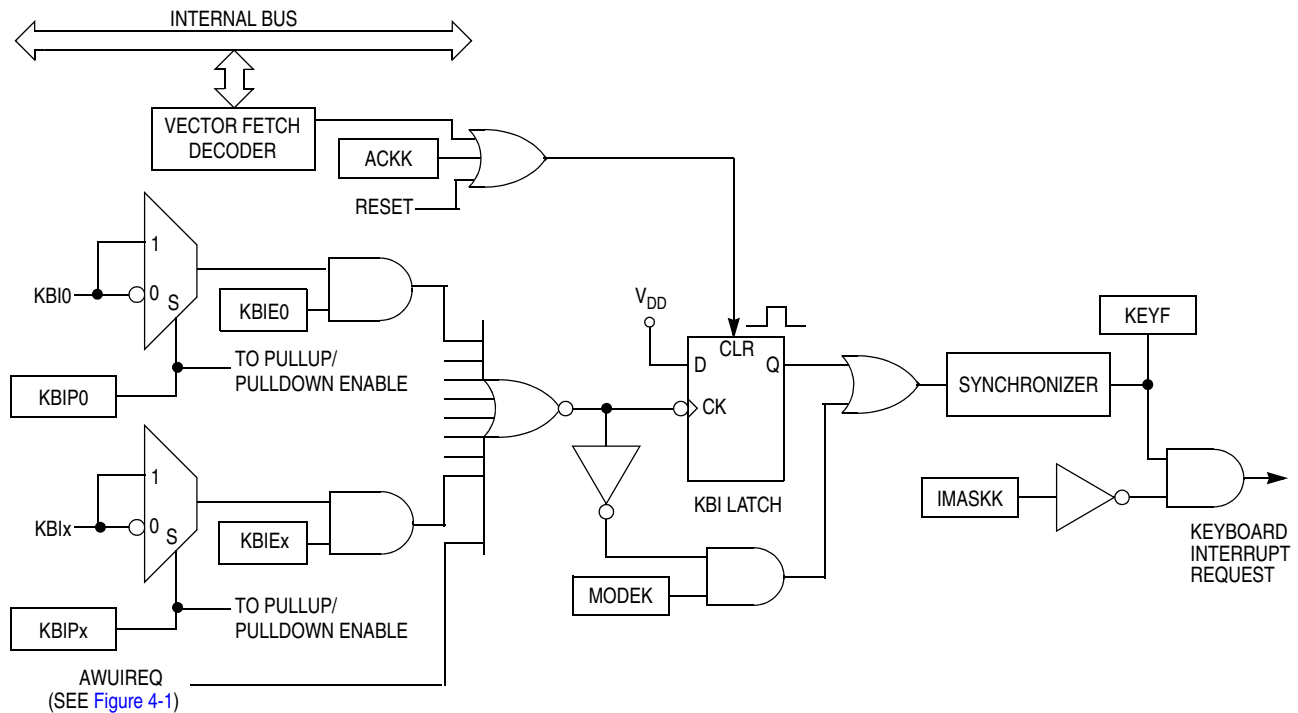 INTERNAL BUS
VECTOR FETCH
DECODER
ACKK
RESET
1
KBI0
0
S
KBIE0
TO PULLUP/
PULLDOWN ENABLE
KBIP0
VDD
CLR
D
Q
CK
KBI LATCH
SYNCHRONIZER
KEYF
1
KBIx
0
S
KBIEx
MODEK
IMASKK
KEYBOARD
INTERRUPT
REQUEST
TO PULLUP/
PULLDOWN ENABLE
KBIPx
AWUIREQ
(SEE Figure 4-1)